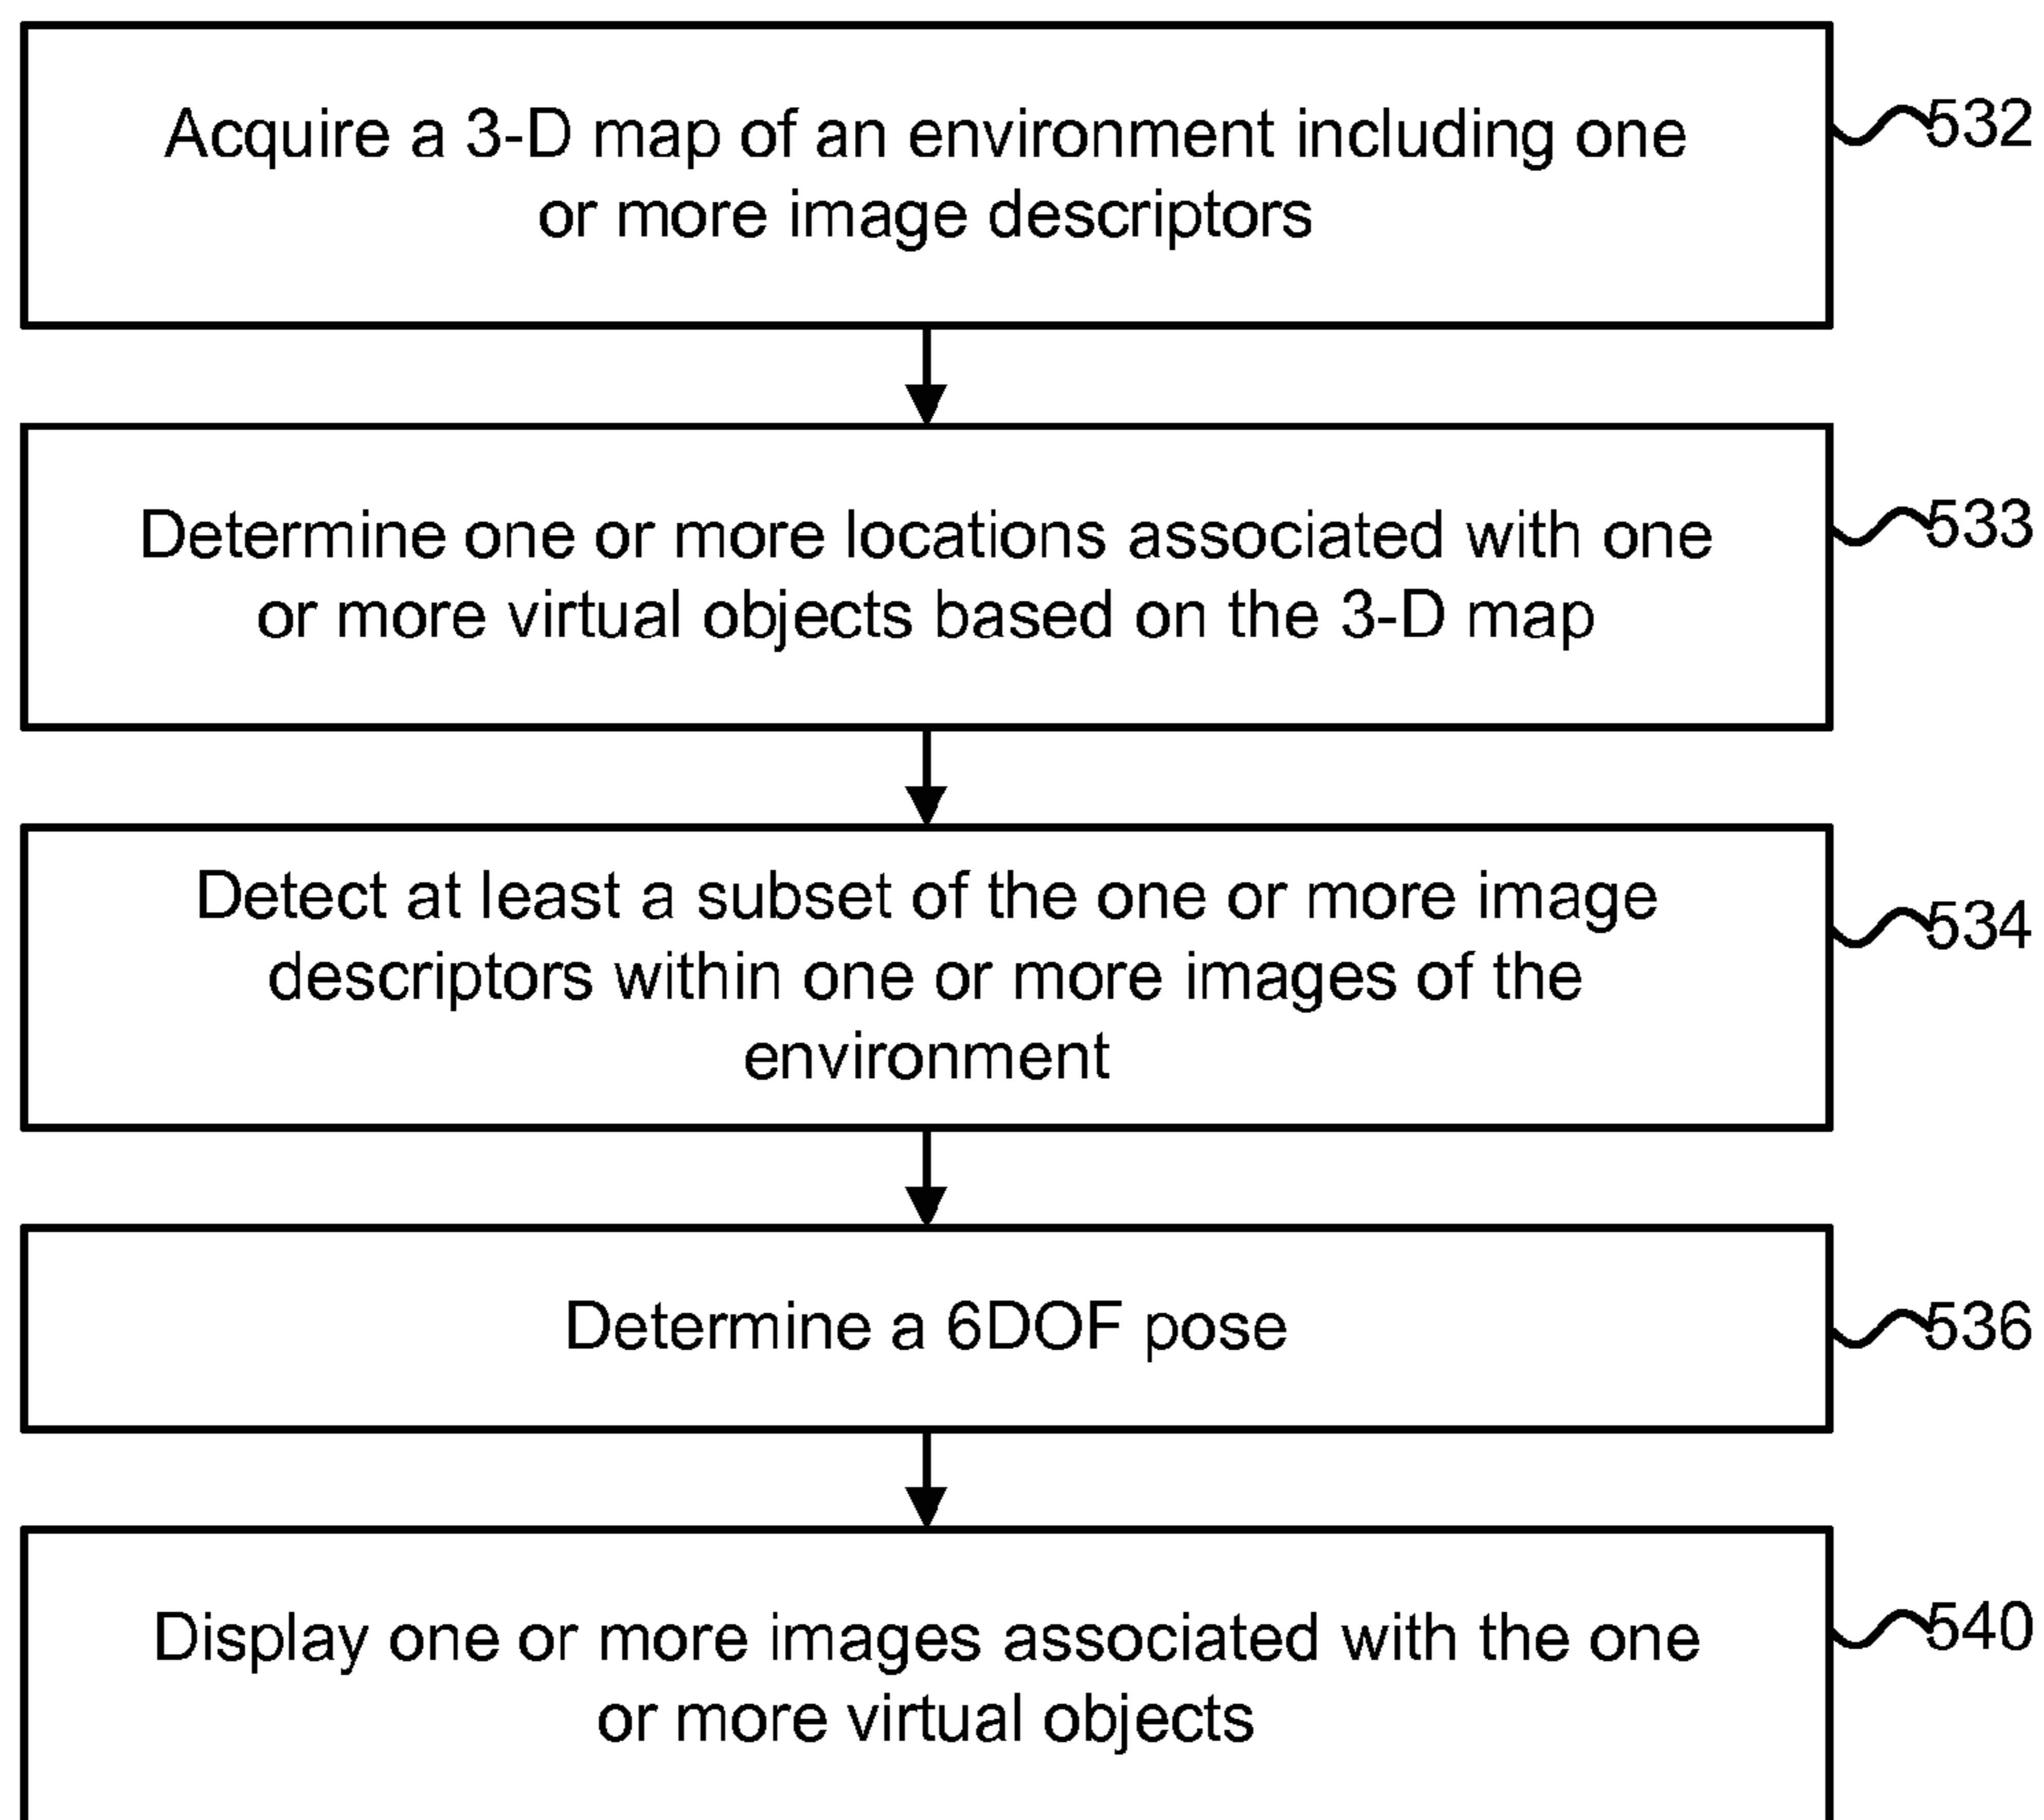 Acquire a 3-D map of an environment including one
or more image descriptors
532
Determine one or more locations associated with one
or more virtual objects based on the 3-D map
533
Detect at least a subset of the one or more image
descriptors within one or more images of the
environment
534
Determine a 6DOF pose
536
Display one or more images associated with the one
or more virtual objects
540